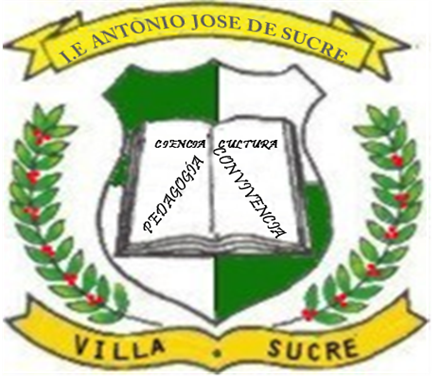 I.E ANTONIO JOSE DE SUCRE
CIENCIA CULTURA
PEDAGOGÍA
CONVIVENCIA
VILLA • SUCRE